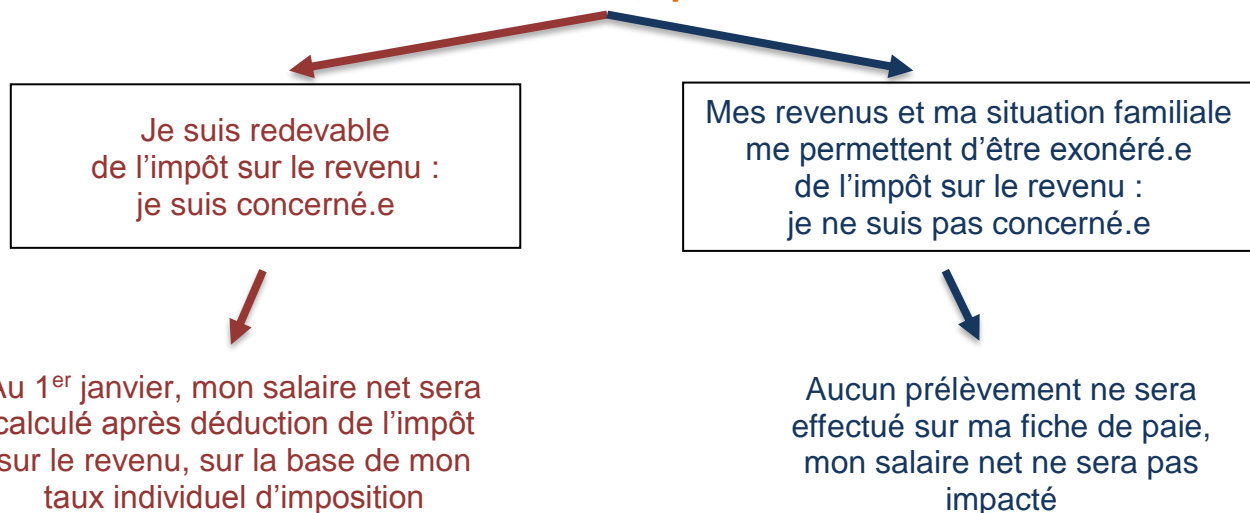 Je suis redevable
de l’impôt sur le revenu :
je suis concerné.e
Mes revenus et ma situation familiale
me permettent d’être exonéré.e
de l’impôt sur le revenu :
je ne suis pas concerné.e
Au 1er janvier, mon salaire net sera
calculé après déduction de l’impôt
sur le revenu, sur la base de mon
taux individuel d’imposition
Aucun prélèvement ne sera
effectué sur ma fiche de paie,
mon salaire net ne sera pas
impacté